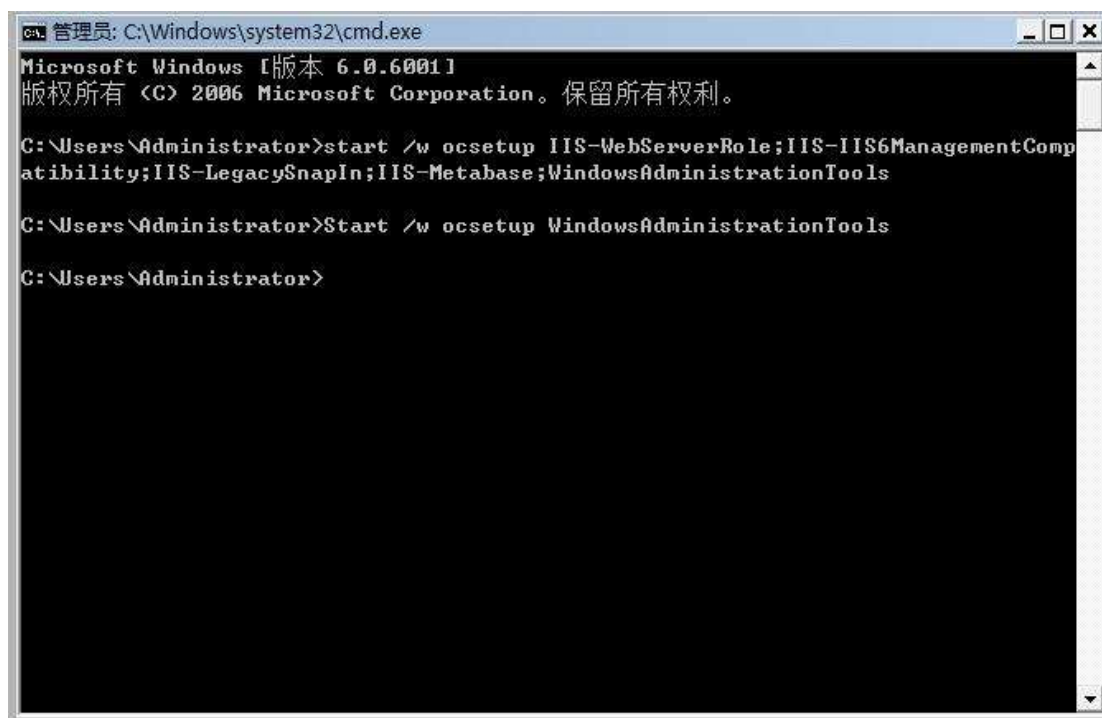 管理员: C:\Windows\system32\cmd.exe
Microsoft Windows [版本 6.0.6001]
版权所有 (C) 2006 Microsoft Corporation。保留所有权利。
C:\Users\Administrator>start /w ocsetup IIS-WebServerRole;IIS-IIS6ManagementComp
atibility;IIS-LegacySnapIn;IIS-Metabase;WindowsAdministrationTools
C:\Users\Administrator>Start /w ocsetup WindowsAdministrationTools
C:\Users\Administrator>